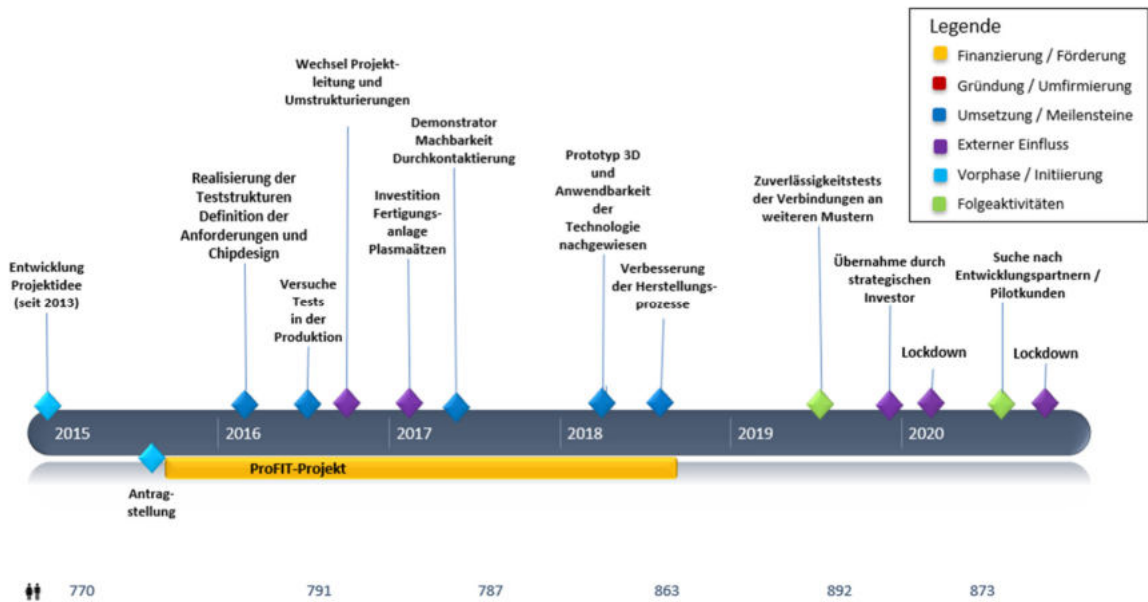 Legende
Finanzierung / Förderung
Gründung / Umfirmierung
Umsetzung / Meilensteine
Externer Einfluss
Vorphase / Initiierung
Folgeaktivitäten
Entwicklung
Projektidee
(seit 2013)
Realisierung der
Teststrukturen
Definition der
Anforderungen und
Chipdesign
Versuche
Tests
in der
Produktion
Wechsel Projekt-
leitung und
Umstrukturierungen
Investition
Fertigungs-
anlage
Plasmaätzen
Demonstrator
Machbarkeit
Durchkontaktierung
Prototyp 3D
und
Anwendbarkeit
der
Technologie
nachgewiesen
Verbesserung
der Herstellungs-
prozesse
Zuverlässigkeitstests
der Verbindungen an
weiteren Mustern
Übernahme durch
strategischen
Investor
Lockdown
Suche nach
Entwicklungspartnern /
Pilotkunden
Lockdown
2015 2016 2017 2018 2019 2020
ProFIT-Projekt
Antrag-
stellung
770 791 787 863 892 873